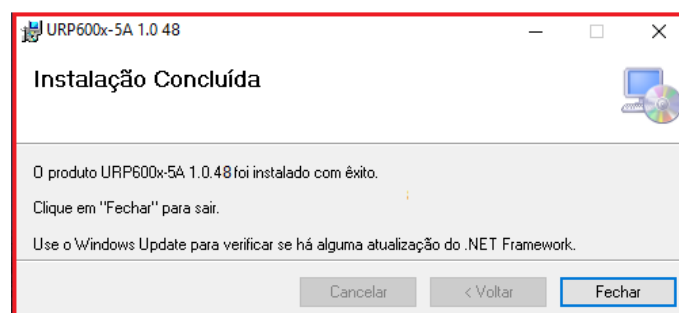 URP600x-5A 1.0 48
Instalação Concluída
O produto URP600x-5A 1.0.48 foi instalado com êxito.
Clique em "Fechar" para sair.
Use o Windows Update para verificar se há alguma atualização do .NET Framework.
Cancelar
< Voltar
Fechar